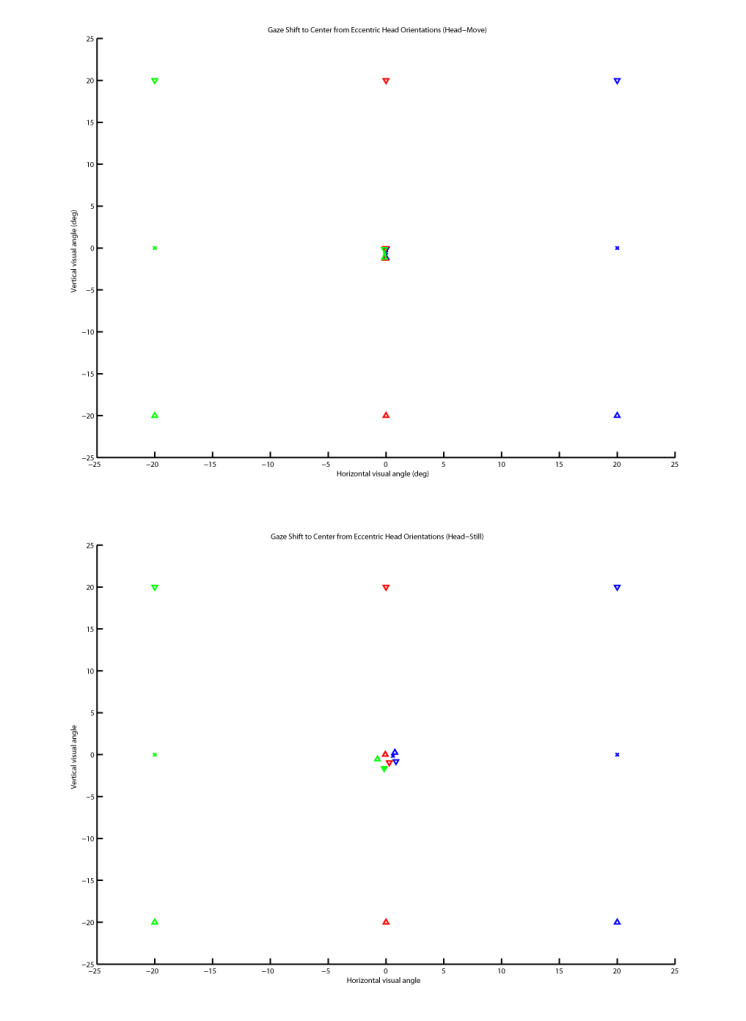 Gaze Shift to Center from Eccentric Head Orientations (Head−Move)
25
20
15
10
5
0
−5
−10
−15
−20
−25
Vertical visual angle (deg)
−25 −20 −15 −10 −5 0 5 10 15 20 25
Horizontal visual angle (deg)
Gaze Shift to Center from Eccentric Head Orientations (Head−Still)
25
20
15
10
5
0
−5
−10
−15
−20
−25
Vertical visual angle
−25 −20 −15 −10 −5 0 5 10 15 20 25
Horizontal visual angle